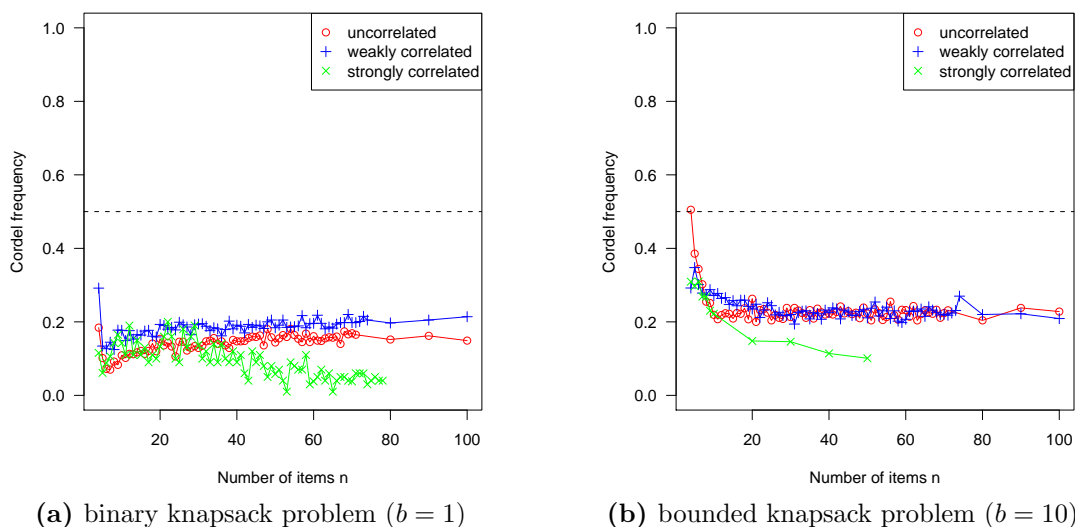 1.0
0.8
0.6
0.4
0.2
0.0
Cordel frequency
uncorrelated
weakly correlated
strongly correlated
20 40 60 80 100
Number of items n
(a) binary knapsack problem (b = 1)
1.0
0.8
0.6
0.4
0.2
0.0
Cordel frequency
uncorrelated
weakly correlated
strongly correlated
20 40 60 80 100
Number of items n
(b) bounded knapsack problem (b = 10)